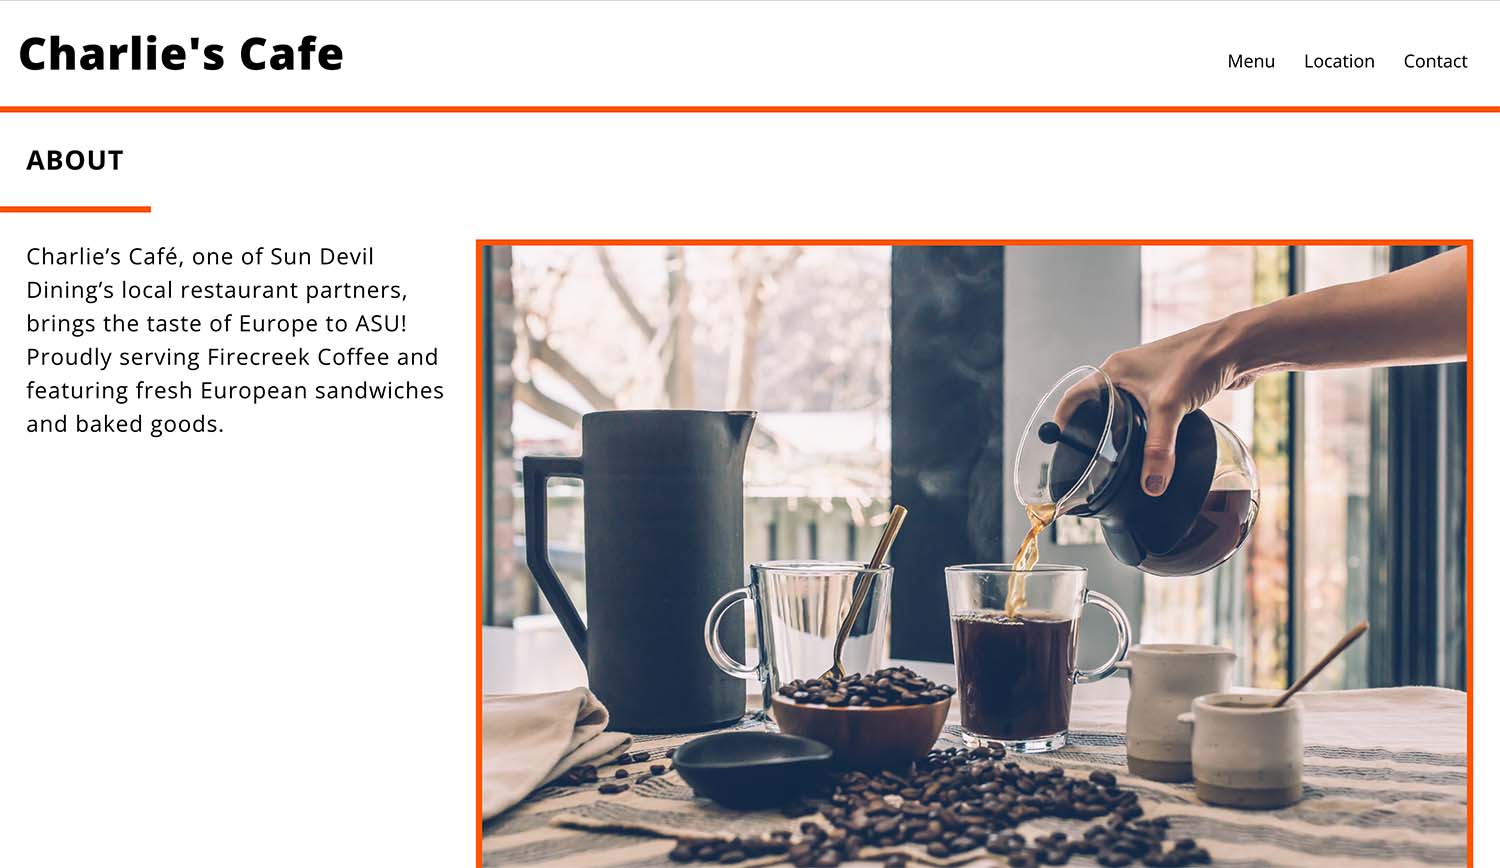 Charlie's Cafe
Menu Location Contact
ABOUT
Charlie’s Café, one of Sun Devil
Dining’s local restaurant partners,
brings the taste of Europe to ASU!
Proudly serving Firecreek Coffee and
featuring fresh European sandwiches
and baked goods.